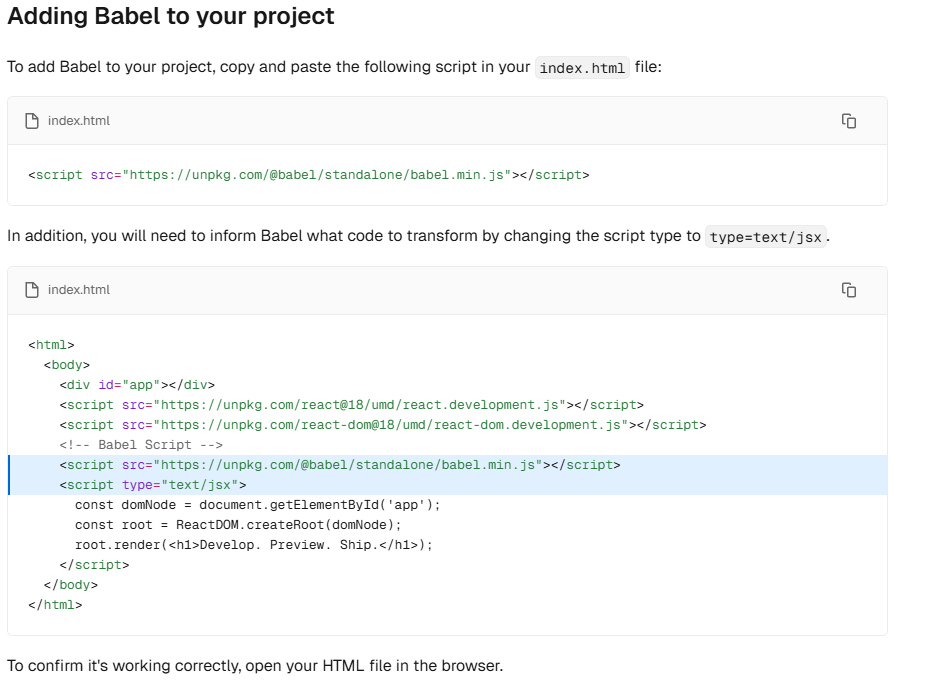 Adding Babel to your project
To add Babel to your project, copy and paste the following script in your index.html file:
index.html
<script src="https://unpkg.com/@babel/standalone/babel.min.js"></script>
In addition, you will need to inform Babel what code to transform by changing the script type to type=text/jsx.
index.html
<html>
  <body>
    <div id="app"></div>
    <script src="https://unpkg.com/react@18/umd/react.development.js"></script>
    <script src="https://unpkg.com/react-dom@18/umd/react-dom.development.js"></script>
    <!-- Babel Script -->
    <script src="https://unpkg.com/@babel/standalone/babel.min.js"></script>
    <script type="text/jsx">
      const domNode = document.getElementById('app');
      const root = ReactDOM.createRoot(domNode);
      root.render(<h1>Develop. Preview. Ship.</h1>);
    </script>
  </body>
</html>
To confirm it's working correctly, open your HTML file in the browser.